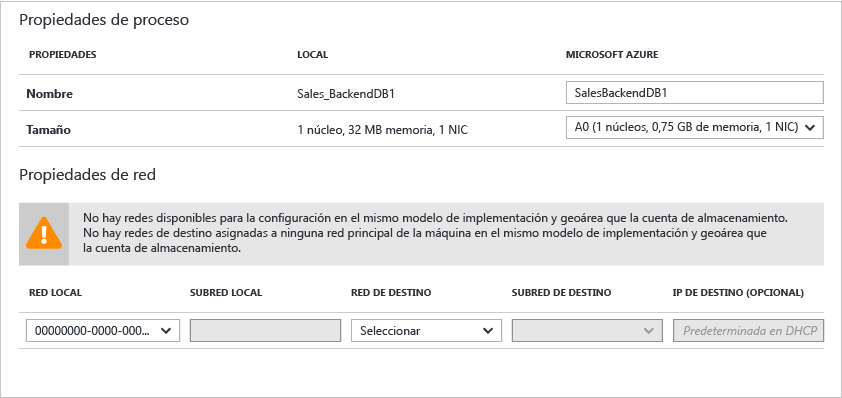 Propiedades de proceso
PROPIEDADES LOCAL MICROSOFT AZURE
Nombre Sales_BackendDB1 SalesBackendDB1
Tamaño 1 núcleo, 32 MB memoria, 1 NIC A0 (1 núcleos, 0,75 GB de memoria, 1 NIC)
Propiedades de red
No hay redes disponibles para la configuración en el mismo modelo de implementación y geoárea que la cuenta de almacenamiento.
No hay redes de destino asignadas a ninguna red principal de la máquina en el mismo modelo de implementación y geoárea que
la cuenta de almacenamiento.
RED LOCAL SUBRED LOCAL RED DE DESTINO SUBRED DE DESTINO IP DE DESTINO (OPCIONAL)
00000000-0000-000... Seleccionar Predeterminada en DHCP